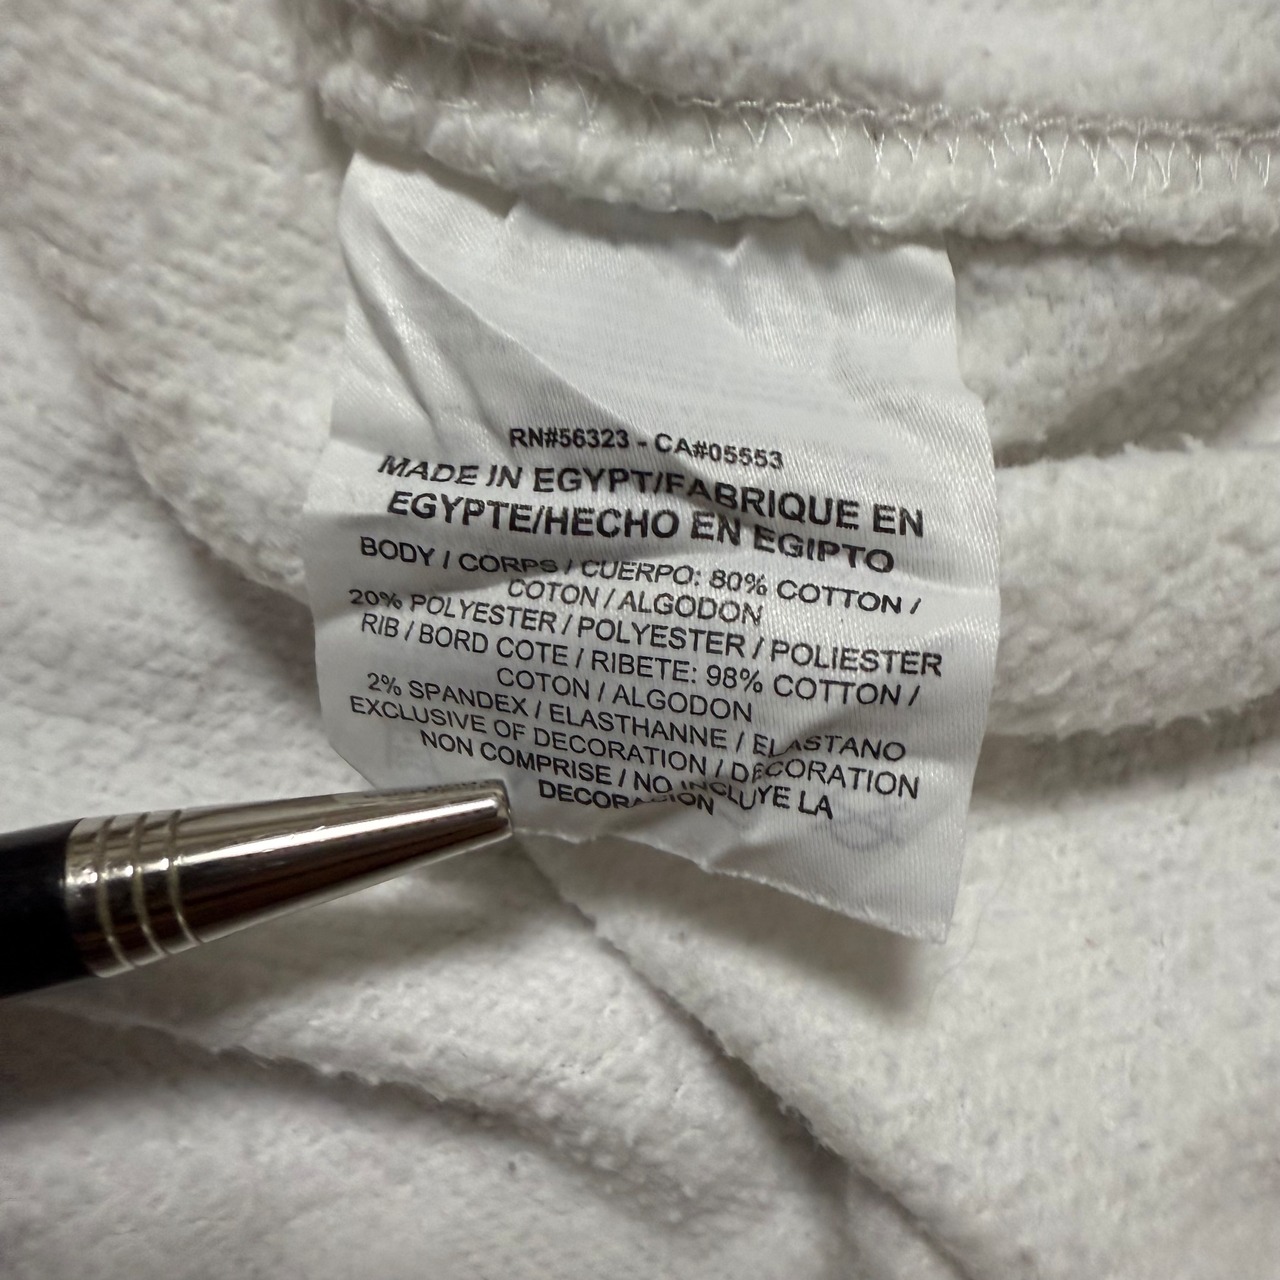 RN#56323 - CA#05553
MADE IN EGYPT/FABRIQUE EN
EGYPTE/HECHO EN EGIPTO
BODY / CORPS / CUERPO: 80% COTTON /
COTON / ALGODON
20% POLYESTER / POLYESTER / POLIESTER
RIB / BORD COTE / RIBETE: 98% COTTON /
COTON / ALGODON
2% SPANDEX / ELASTHANNE / ELASTANO
EXCLUSIVE OF DECORATION / DECORATION
NON COMPRISE / NO INCLUYE LA
DECORACION